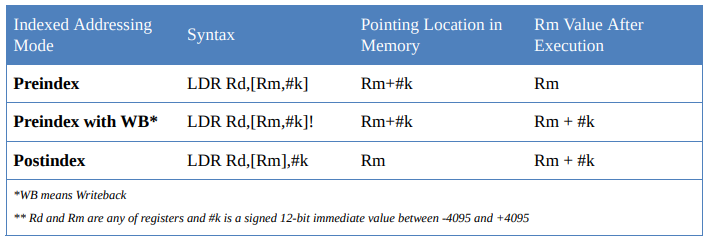 Indexed Addressing Mode Syntax Pointing Location in Memory Rm Value After Execution
Preindex LDR Rd,[Rm,#k] Rm+#k Rm
Preindex with WB* LDR Rd,[Rm,#k]! Rm+#k Rm + #k
Postindex LDR Rd,[Rm],#k Rm Rm + #k
*WB means Writeback
** Rd and Rm are any of registers and #k is a signed 12-bit immediate value between -4095 and +4095